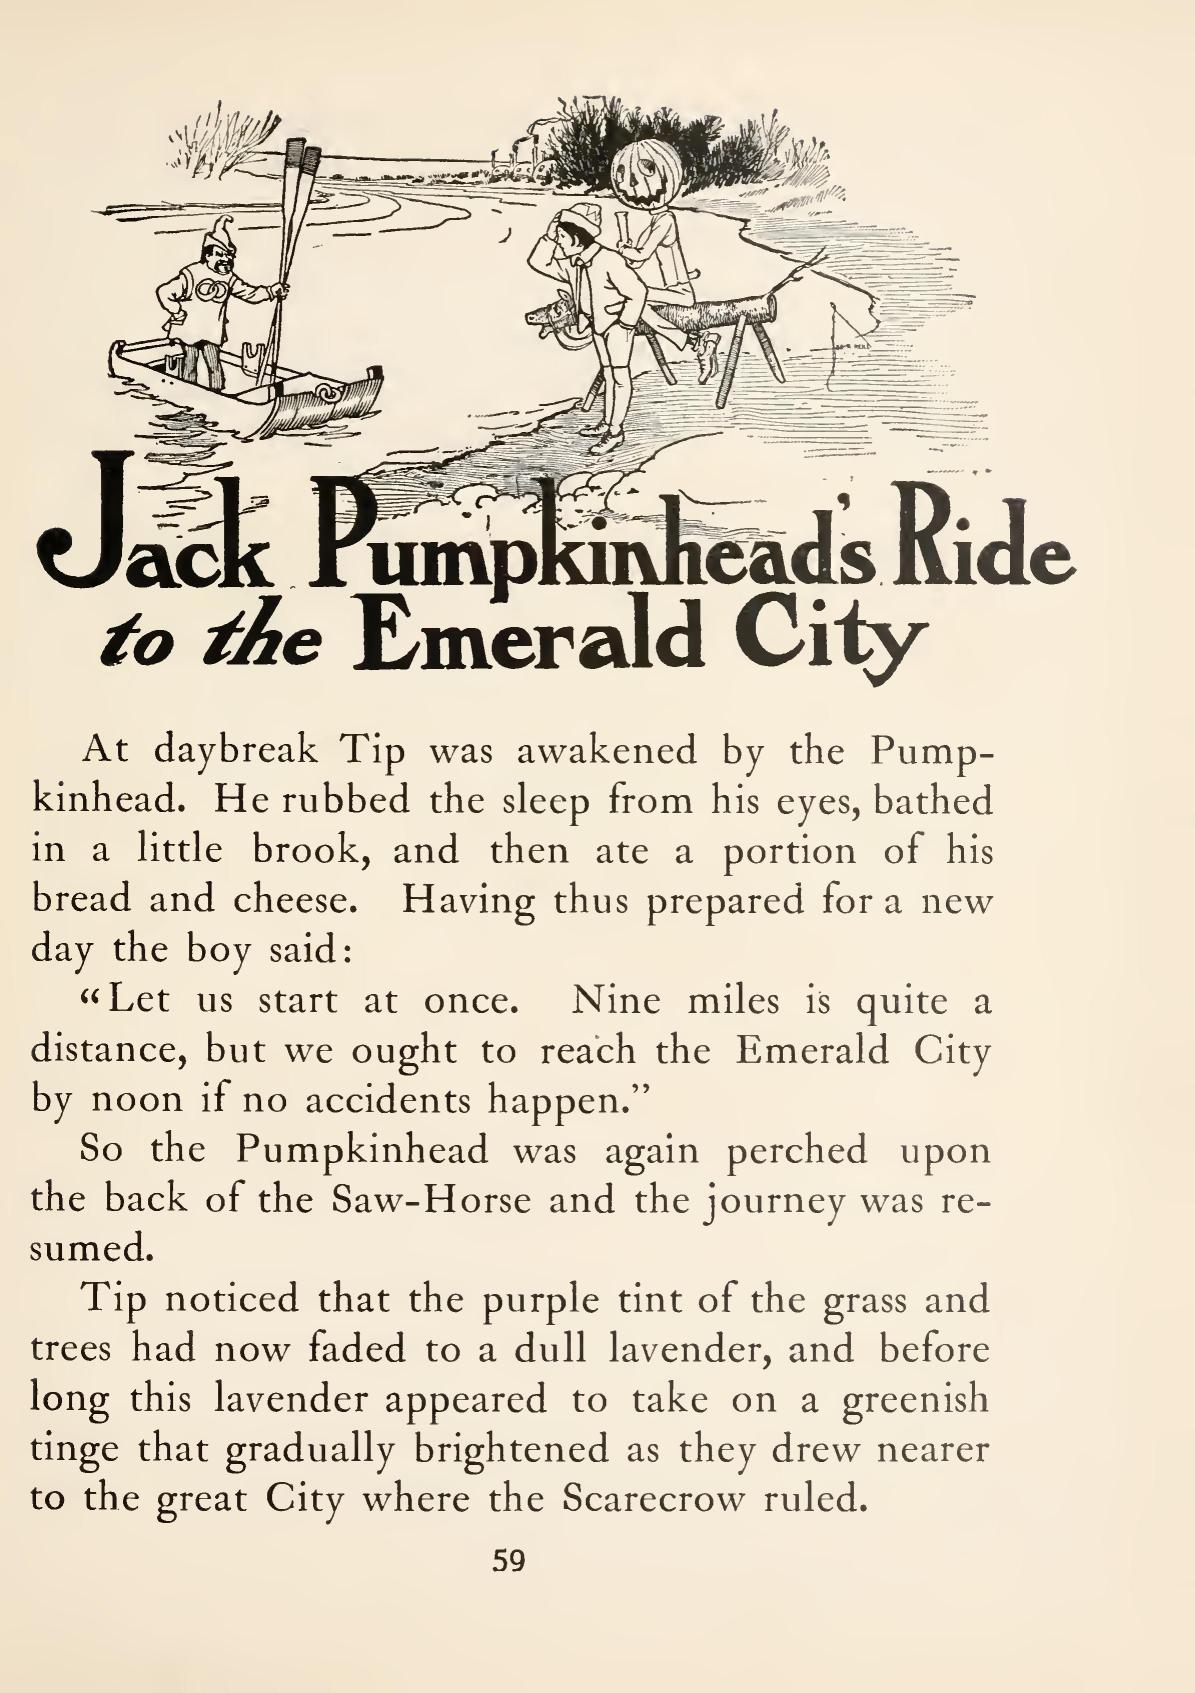 Jack Pumpkinhead's Ride
to the Emerald City
At daybreak Tip was awakened by the Pump-
kinhead. He rubbed the sleep from his eyes, bathed
in a little brook, and then ate a portion of his
bread and cheese. Having thus prepared for a new
day the boy said:
“Let us start at once. Nine miles is quite a
distance, but we ought to reach the Emerald City
by noon if no accidents happen.”
So the Pumpkinhead was again perched upon
the back of the Saw-Horse and the journey was re-
sumed.
Tip noticed that the purple tint of the grass and
trees had now faded to a dull lavender, and before
long this lavender appeared to take on a greenish
tinge that gradually brightened as they drew nearer
to the great City where the Scarecrow ruled.
59